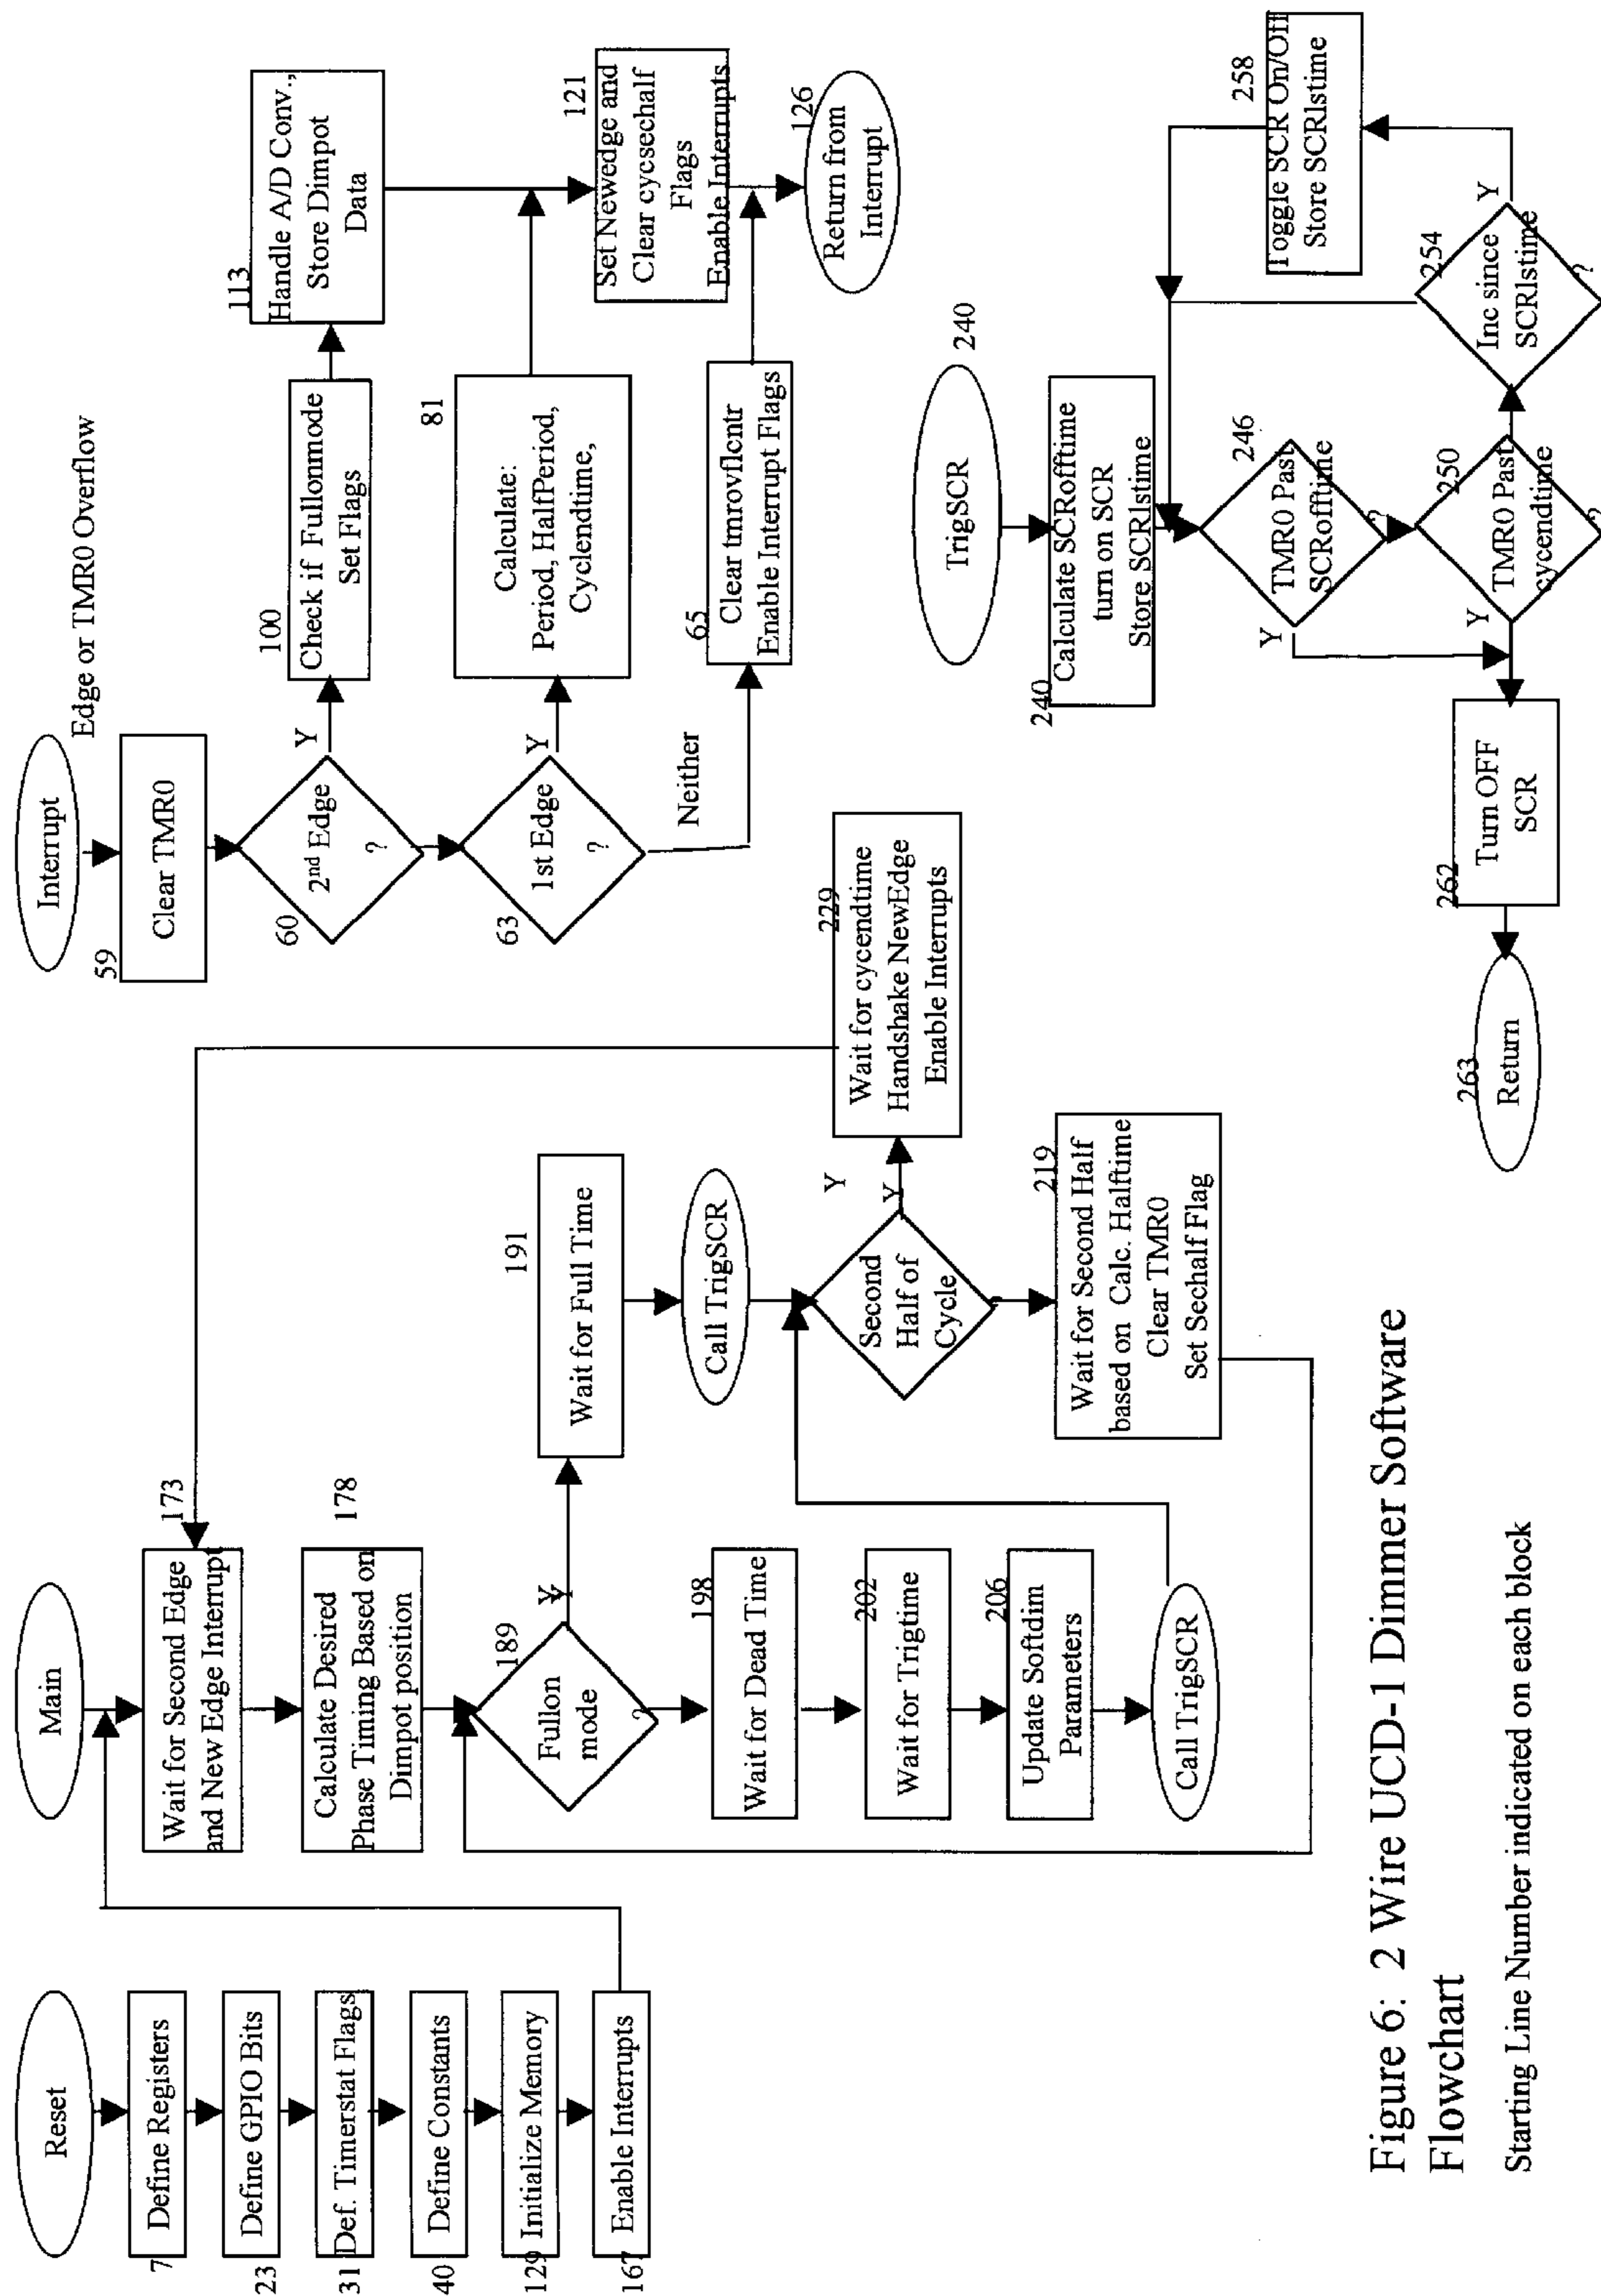 Reset
7
Define Registers
23
Define GPIO Bits
31
Def. Timerstat Flags
40
Define Constants
129
Initialize Memory
167
Enable Interrupts
Main
173
Wait for Second Edge
and New Edge Interrupt
178
Calculate Desired
Phase Timing Based on
Dimpot position
189
Fullon
mode
?
Y
Y
191
Wait for Full Time
Call TrigSCR
198
Wait for Dead Time
202
Wait for Trigtime
206
Update Softdim
Parameters
Call TrigSCR
Second
Half of
Cycle
Y
Y
219
Wait for Second Half
based on Calc. Halftime
Clear TMR0
Set Sechalf Flag
229
Wait for cycendtime
Handshake NewEdge
Enable Interrupts
Interrupt
Edge or TMR0 Overflow
59
Clear TMR0
60
2nd Edge
?
Y
100
Check if Fullonmode
Set Flags
113
Handle A/D Conv.,
Store Dimpot
Data
63
1st Edge
?
Y
81
Calculate:
Period, HalfPeriod,
Cyclendtime,
Neither
65
Clear tmrovflcntr
Enable Interrupt Flags
121
Set Newedge and
Clear cycsechalf
Flags
Enable Interrupts
126
Return from
Interrupt
TrigSCR
240
240
Calculate SCRofftime
turn on SCR
Store SCRlstime
246
TMR0 Past
SCRofftime
?
Y
250
TMR0 Past
cycendtime
?
Y
254
Inc since
SCRlstime
?
Y
258
Toggle SCR On/Off
Store SCRlstime
262
Turn OFF
SCR
263
Return
Figure 6: 2 Wire UCD-1 Dimmer Software
Flowchart
Starting Line Number indicated on each block